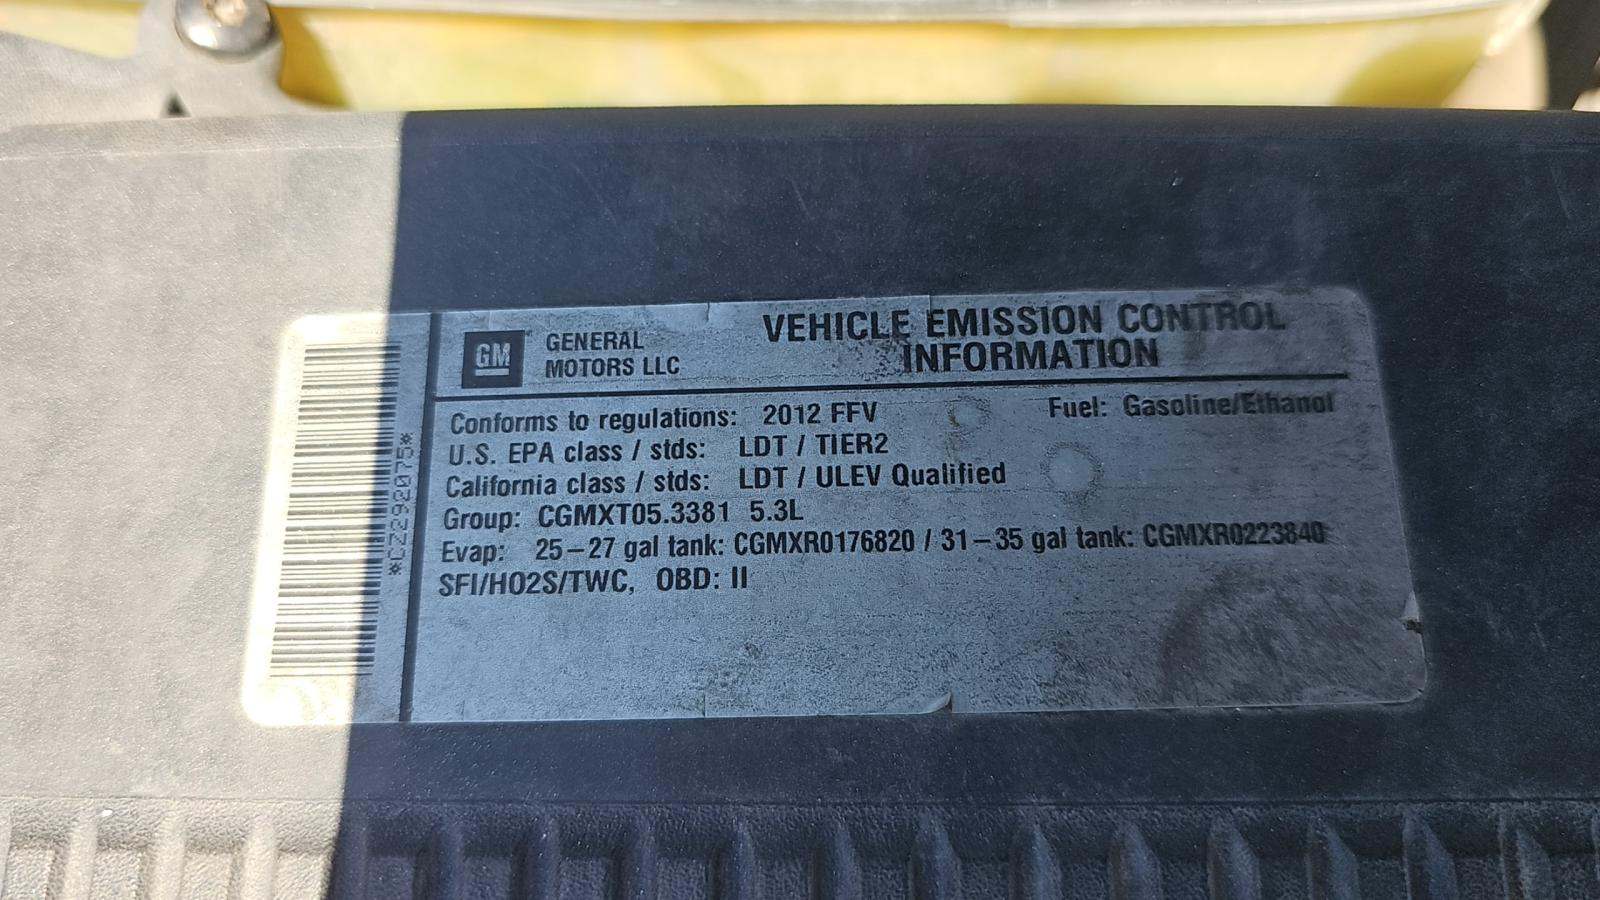 *CZ292075*
GM
GENERAL
MOTORS LLC
VEHICLE EMISSION CONTROL
INFORMATION
Conforms to regulations: 2012 FFV
Fuel: Gasoline/Ethanol
U.S. EPA class / stds: LDT / TIER2
California class / stds: LDT / ULEV Qualified
Group: CGMXT05.3381 5.3L
Evap: 25–27 gal tank: CGMXR0176820 / 31–35 gal tank: CGMXR0223840
SFI/HO2S/TWC, OBD: II